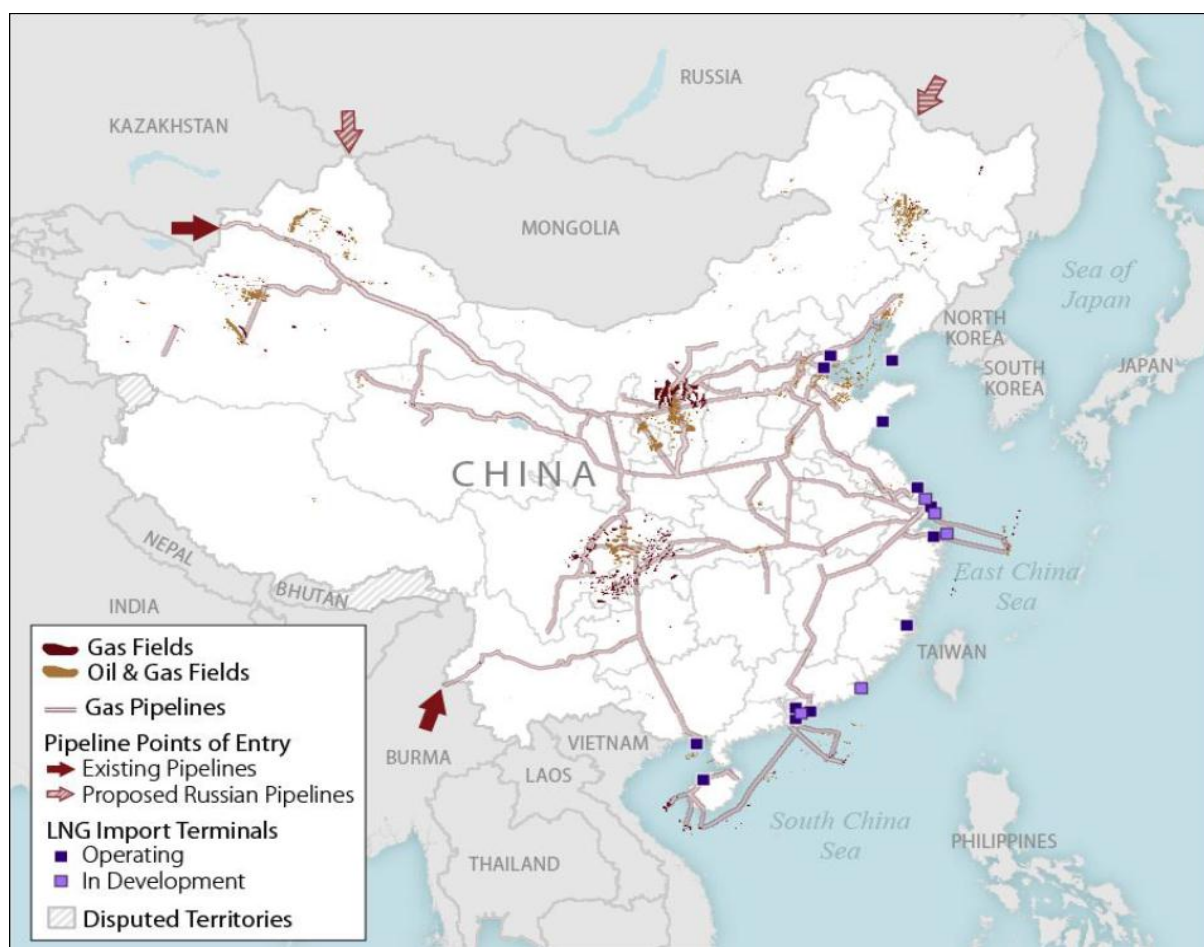 RUSSIA
KAZAKHSTAN
MONGOLIA
Sea of
Japan
NORTH
KOREA
SOUTH
KOREA
JAPAN
CHINA
NEPAL
BHUTAN
INDIA
East China
Sea
TAIWAN
BURMA
VIETNAM
LAOS
THAILAND
South China
Sea
PHILIPPINES
Gas Fields
Oil & Gas Fields
Gas Pipelines
Pipeline Points of Entry
Existing Pipelines
Proposed Russian Pipelines
LNG Import Terminals
Operating
In Development
Disputed Territories